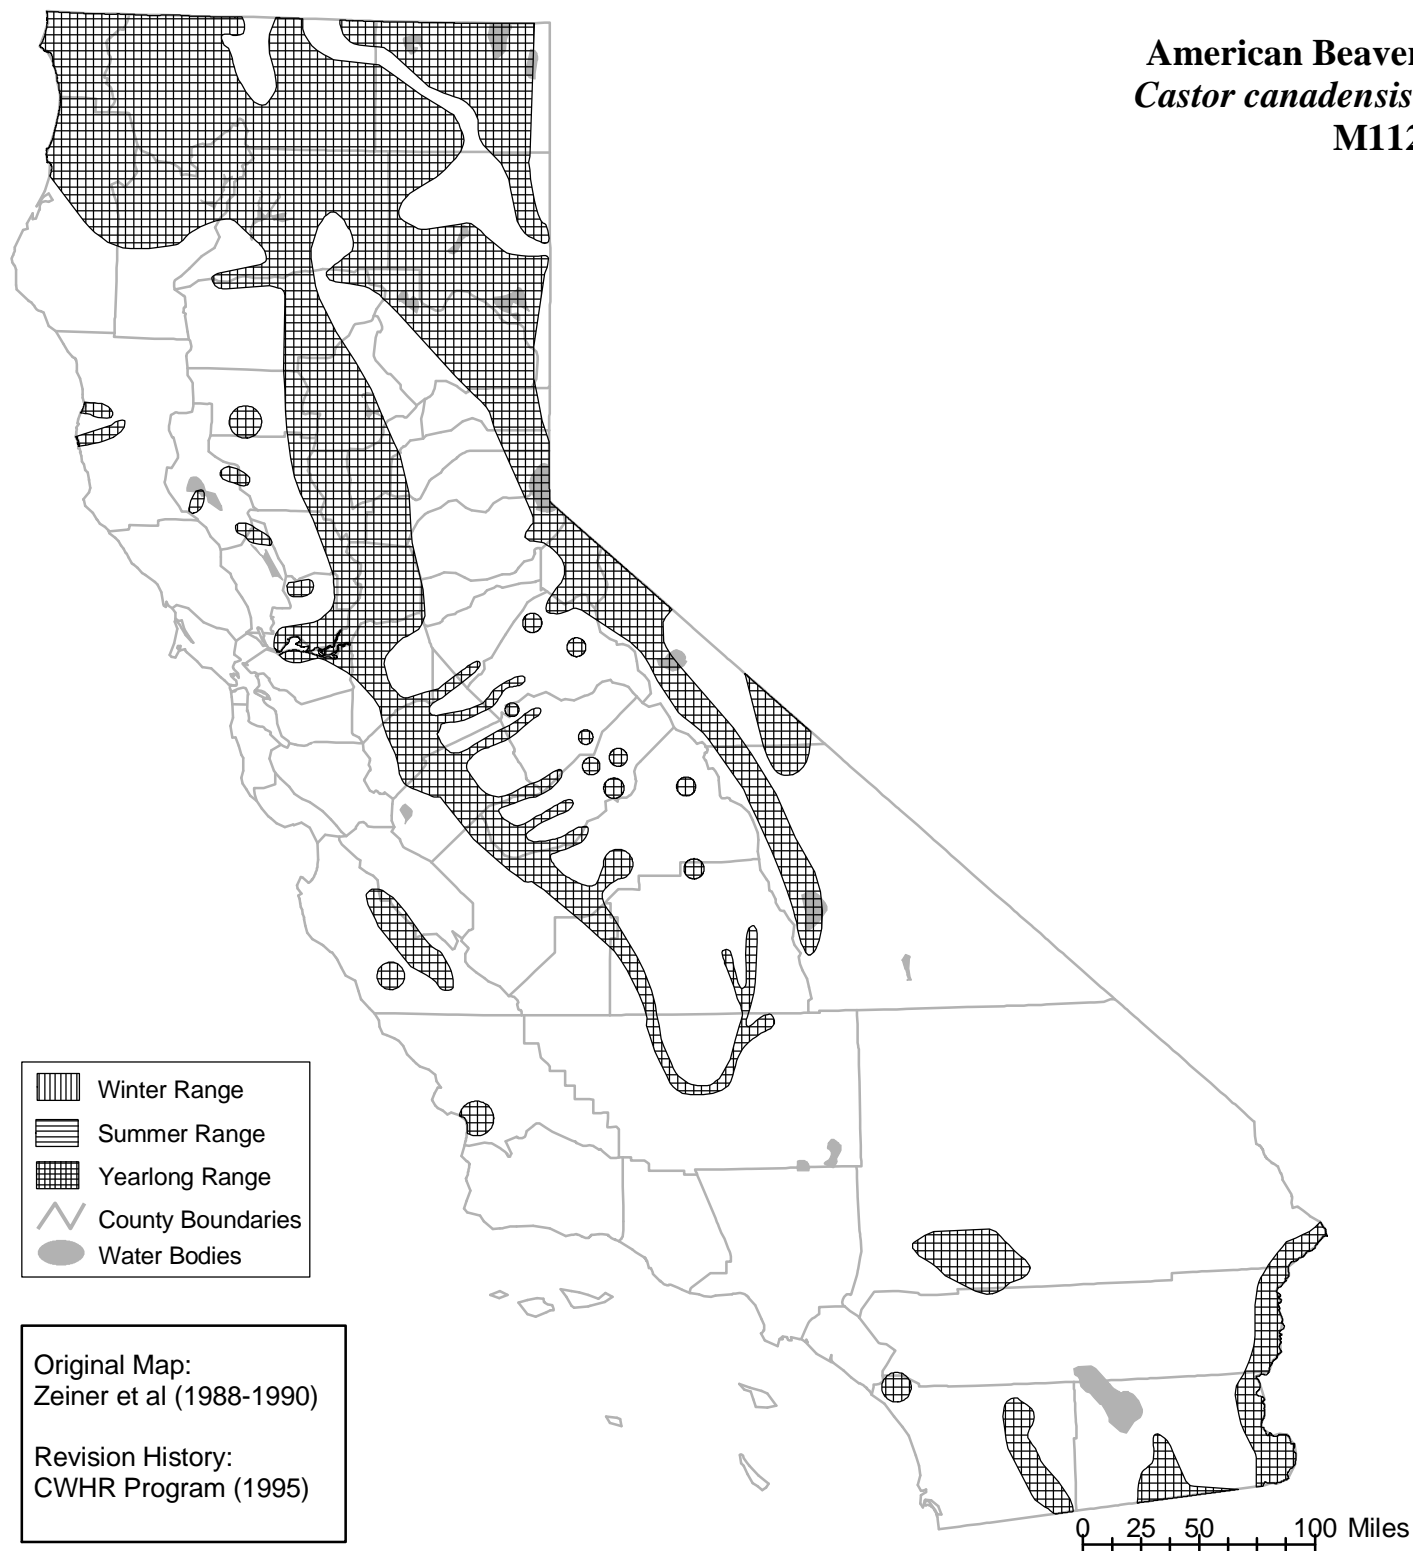 American Beaver
Castor canadensis
M112
Winter Range
Summer Range
Yearlong Range
County Boundaries
Water Bodies
Original Map:
Zeiner et al (1988-1990)
Revision History:
CWHR Program (1995)
0 25 50 100 Miles